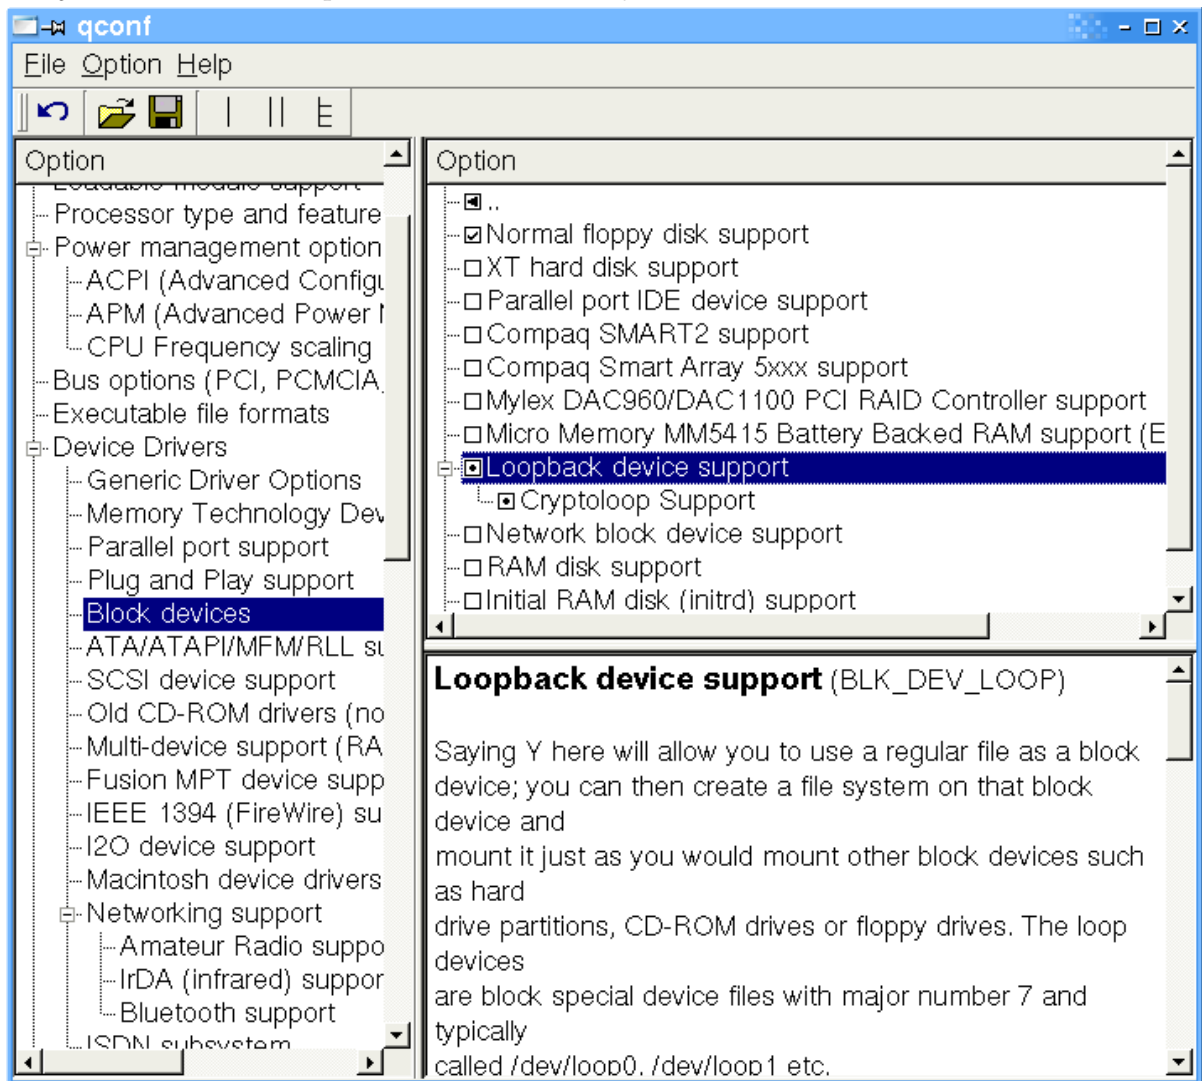 qconf
File Option Help
Option
Loadable module support
Processor type and feature
Power management option
ACPI (Advanced Configu
APM (Advanced Power M
CPU Frequency scaling
Bus options (PCI, PCMCIA,
Executable file formats
Device Drivers
Generic Driver Options
Memory Technology Dev
Parallel port support
Plug and Play support
Block devices
ATA/ATAPI/MFM/RLL su
SCSI device support
Old CD-ROM drivers (no
Multi-device support (RA
Fusion MPT device supp
IEEE 1394 (FireWire) su
I2O device support
Macintosh device drivers
Networking support
Amateur Radio suppo
IrDA (infrared) suppor
Bluetooth support
ISDN subsystem
Option
..
Normal floppy disk support
XT hard disk support
Parallel port IDE device support
Compaq SMART2 support
Compaq Smart Array 5xxx support
Mylex DAC960/DAC1100 PCI RAID Controller support
Micro Memory MM5415 Battery Backed RAM support (E
Loopback device support
Cryptoloop Support
Network block device support
RAM disk support
Initial RAM disk (initrd) support
Loopback device support (BLK_DEV_LOOP)
Saying Y here will allow you to use a regular file as a block
device; you can then create a file system on that block
device and
mount it just as you would mount other block devices such
as hard
drive partitions, CD-ROM drives or floppy drives. The loop
devices
are block special device files with major number 7 and
typically
called /dev/loop0, /dev/loop1 etc.